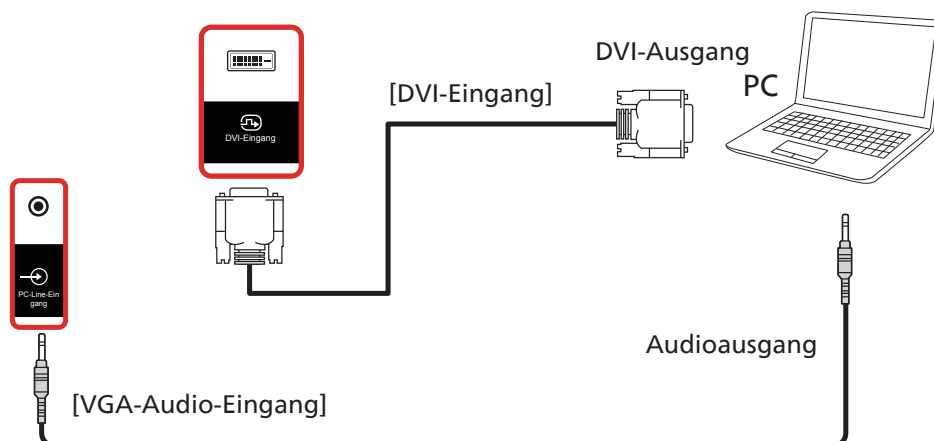 DVI-Ausgang
PC
[DVI-Eingang]
DVI-Eingang
PC-Line-Ein
gang
Audioausgang
[VGA-Audio-Eingang]